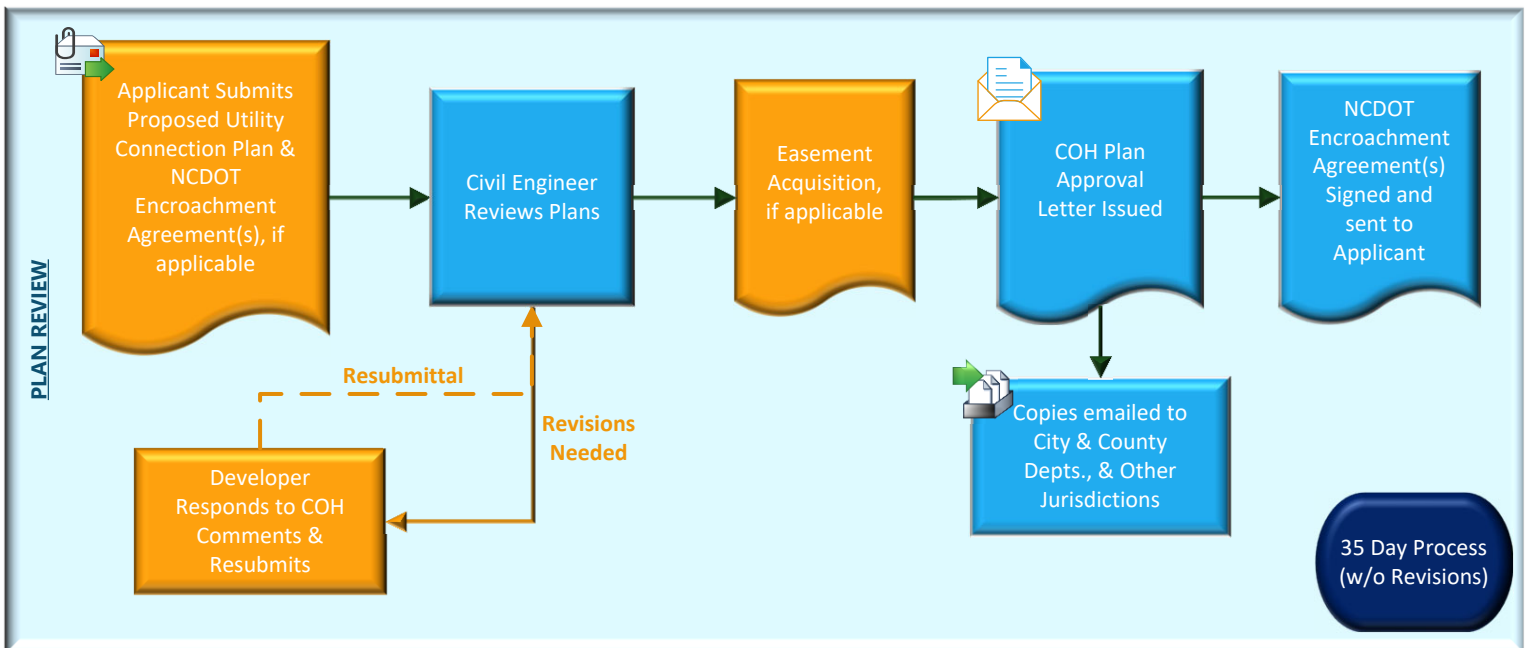 PLAN REVIEW
Applicant Submits
Proposed Utility
Connection Plan &
NCDOT
Encroachment
Agreement(s), if
applicable
Civil Engineer
Reviews Plans
Easement
Acquisition,
if applicable
COH Plan
Approval
Letter Issued
NCDOT
Encroachment
Agreement(s)
Signed and
sent to
Applicant
Resubmittal
Revisions
Needed
Developer
Responds to COH
Comments &
Resubmits
Copies emailed to
City & County
Depts., & Other
Jurisdictions
35 Day Process
(w/o Revisions)